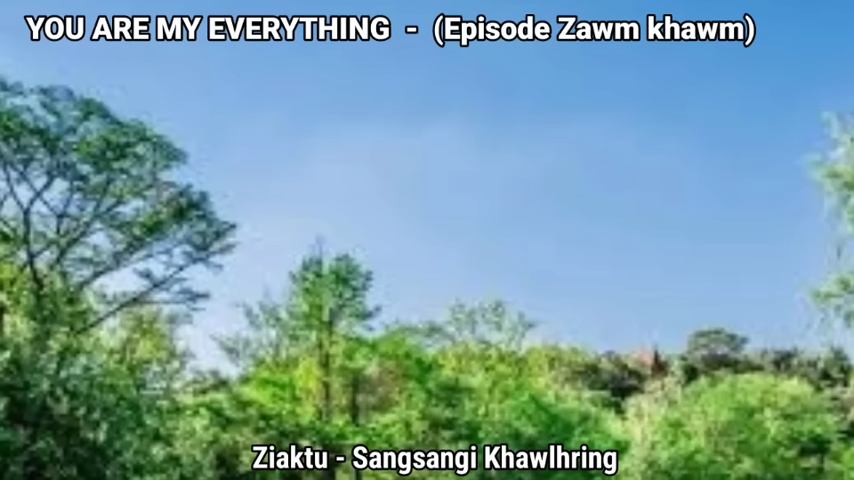 YOU ARE MY EVERYTHING - (Episode Zawm khawm)
Ziaktu - Sangsangi Khawlhring